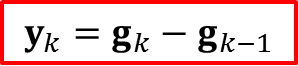 𝐲ₖ = 𝐠ₖ − 𝐠ₖ₋₁